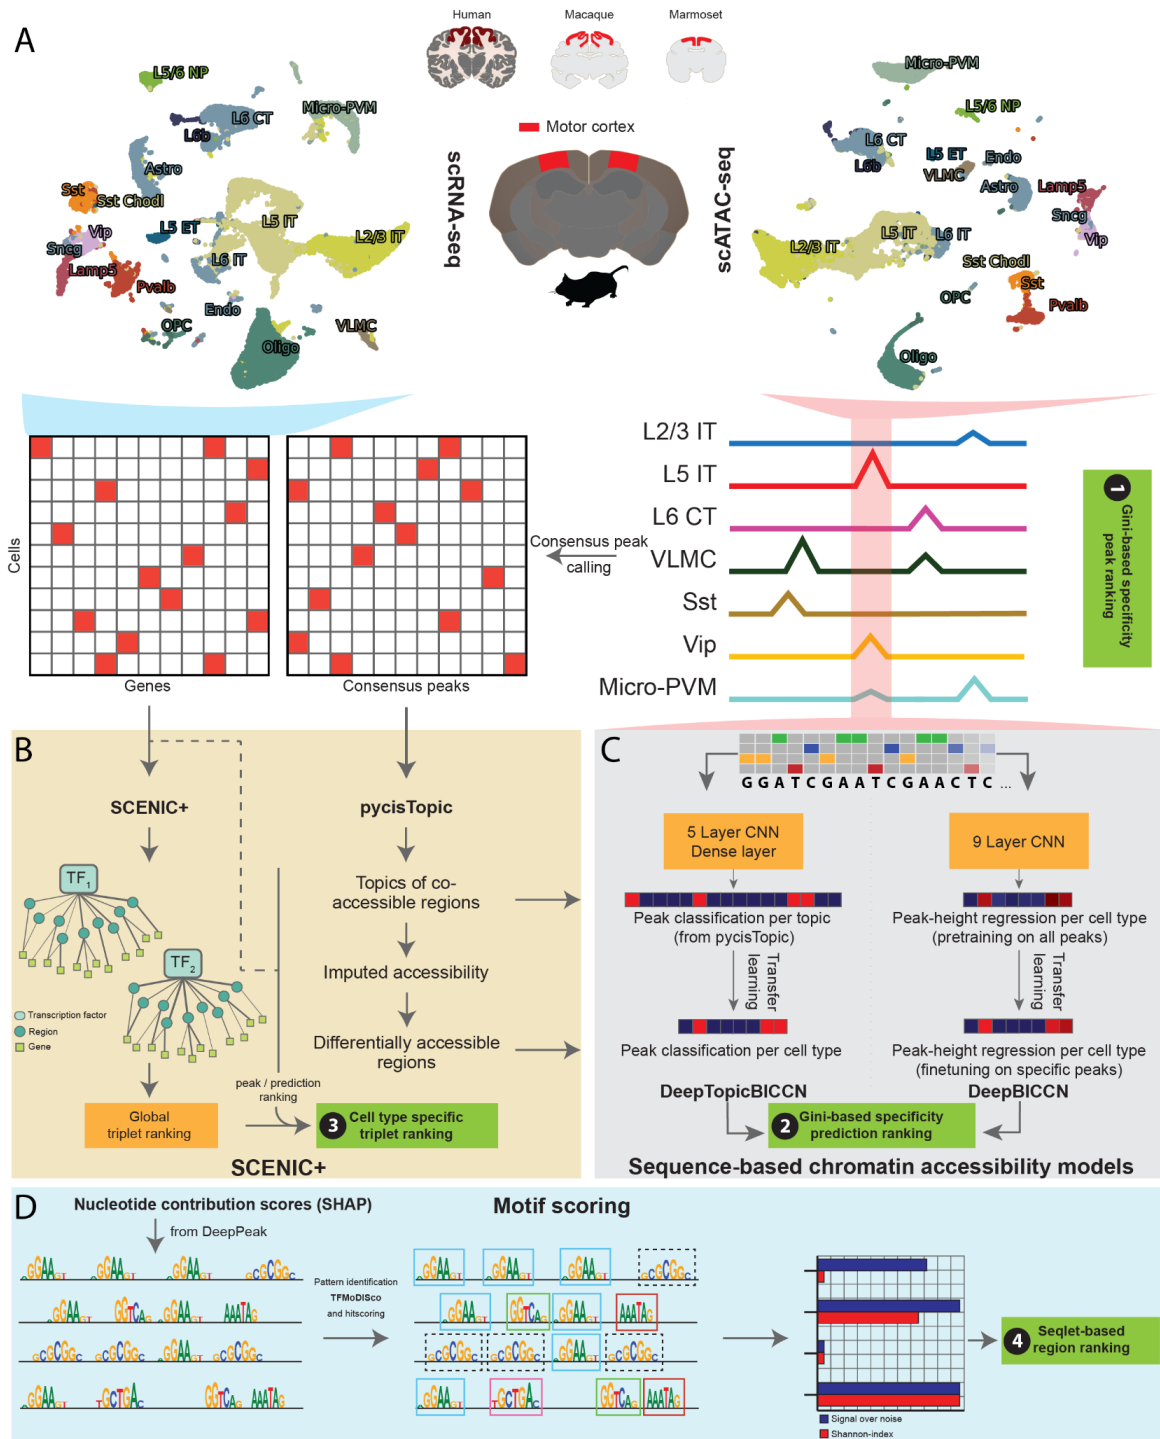 A
Human
Macaque
Marmoset
Motor cortex
scRNA-seq
scATAC-seq
L5/6 NP
L6 CT
L6b
Micro-PVM
Astro
Sst
Sst Chodl
Vip
Sncg
Lamp5
Pvalb
L5 ET
L5 IT
L6 IT
L2/3 IT
Endo
OPC
Oligo
VLMC
Micro-PVM
L5/6 NP
L6 CT
L6b
L5 ET
VLMC
Endo
Astro
Lamp5
Sncg
Vip
L2/3 IT
L5 IT
L6 IT
Sst Chodl
Sst
OPC
Pvalb
Oligo
Cells
Genes
Consensus peaks
Consensus peak
calling
L2/3 IT
L5 IT
L6 CT
VLMC
Sst
Vip
Micro-PVM
1 Gini-based specificity
peak ranking
B
SCENIC+
pycisTopic
TF1
TF2
Transcription factor
Region
Gene
Topics of co-
accessible regions
Imputed accessibility
Differentially accessible
regions
peak / prediction
ranking
Global
triplet ranking
3 Cell type specific
triplet ranking
SCENIC+
C
G G A T C G A A T C G A A C T C ...
5 Layer CNN
Dense layer
9 Layer CNN
Peak classification per topic
(from pycisTopic)
Peak-height regression per cell type
(pretraining on all peaks)
Transfer
learning
Transfer
learning
Peak classification per cell type
Peak-height regression per cell type
(finetuning on specific peaks)
DeepTopicBICCN
DeepBICCN
2 Gini-based specificity
prediction ranking
Sequence-based chromatin accessibility models
D
Nucleotide contribution scores (SHAP)
from DeepPeak
Motif scoring
Pattern identification
TFMoDISco
and hitscoring
Signal over noise
Shannon-index
4 Seqlet-based
region ranking